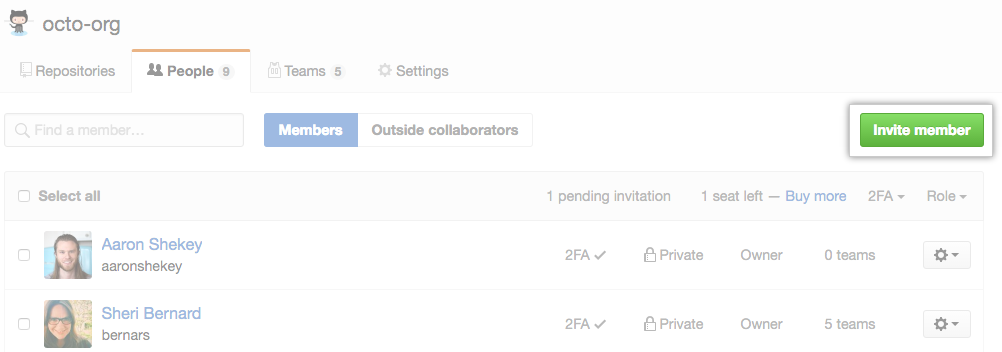 octo-org
Repositories People 9 Teams 5 Settings
Find a member... Members Outside collaborators Invite member
Select all 1 pending invitation 1 seat left — Buy more 2FA Role
Aaron Shekey
aaronshekey
2FA Private Owner 0 teams
Sheri Bernard
bernars
2FA Private Owner 5 teams